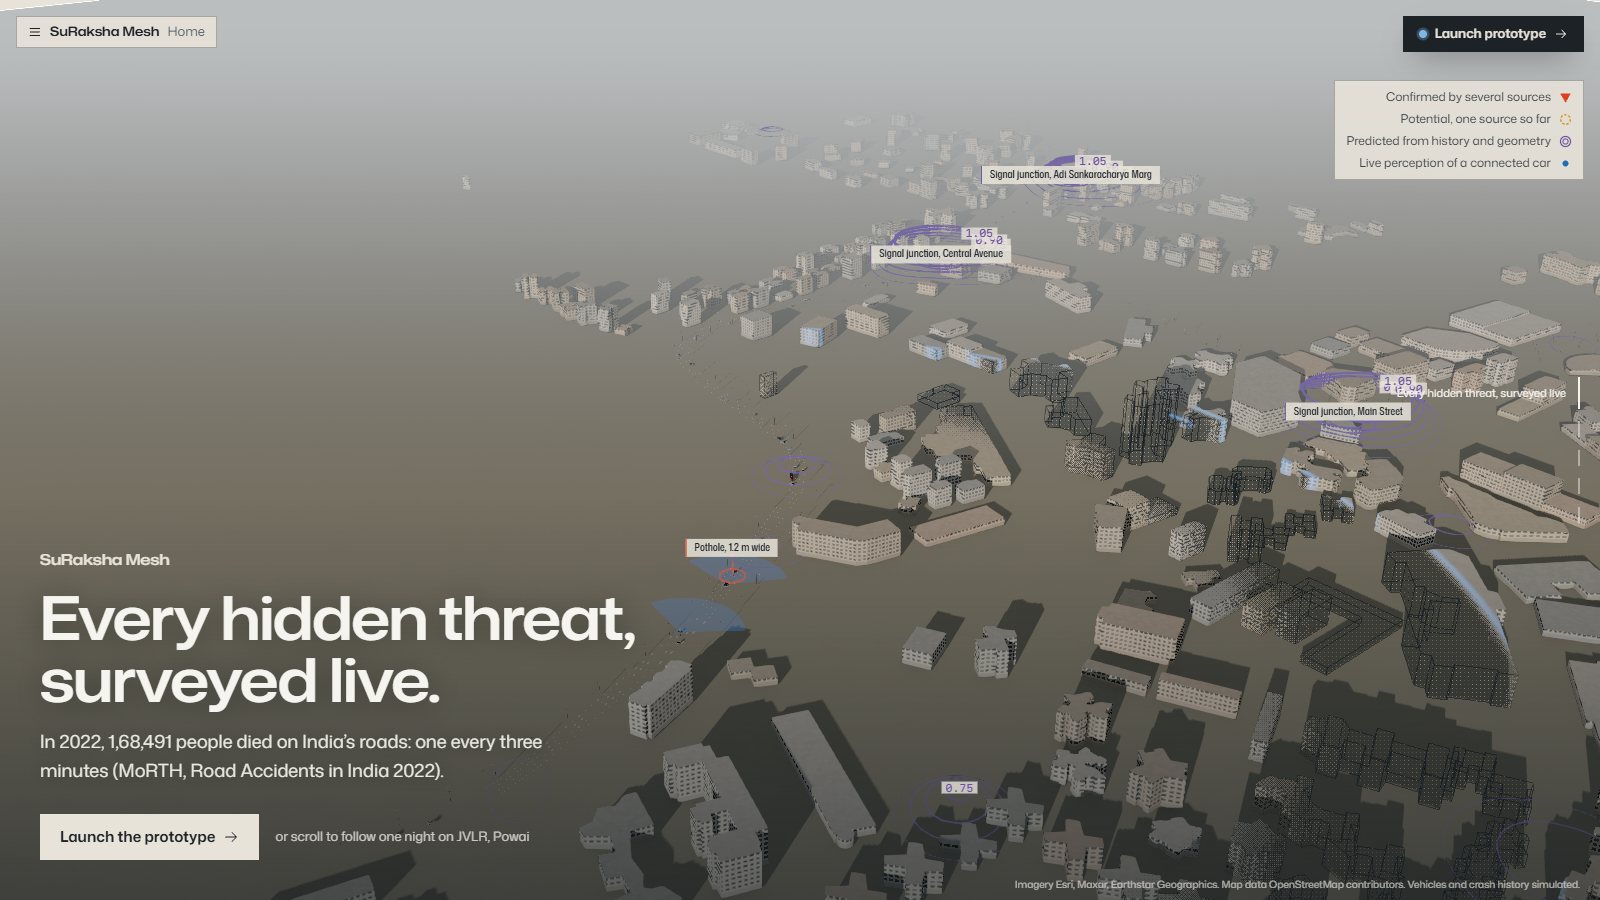 SuRaksha Mesh Home
Launch prototype
Confirmed by several sources
Potential, one source so far
Predicted from history and geometry
Live perception of a connected car
1.05
Signal junction, Adi Sankaracharya Marg
1.05
0.90
Signal junction, Central Avenue
1.05
Every hidden threat, surveyed live
Signal junction, Main Street
Pothole, 1.2 m wide
SuRaksha Mesh
Every hidden threat,
surveyed live.
In 2022, 1,68,491 people died on India's roads: one every three
minutes (MoRTH, Road Accidents in India 2022).
0.75
Launch the prototype
or scroll to follow one night on JVLR, Powai
Imagery Esri, Maxar, Earthstar Geographics. Map data OpenStreetMap contributors. Vehicles and crash history simulated.